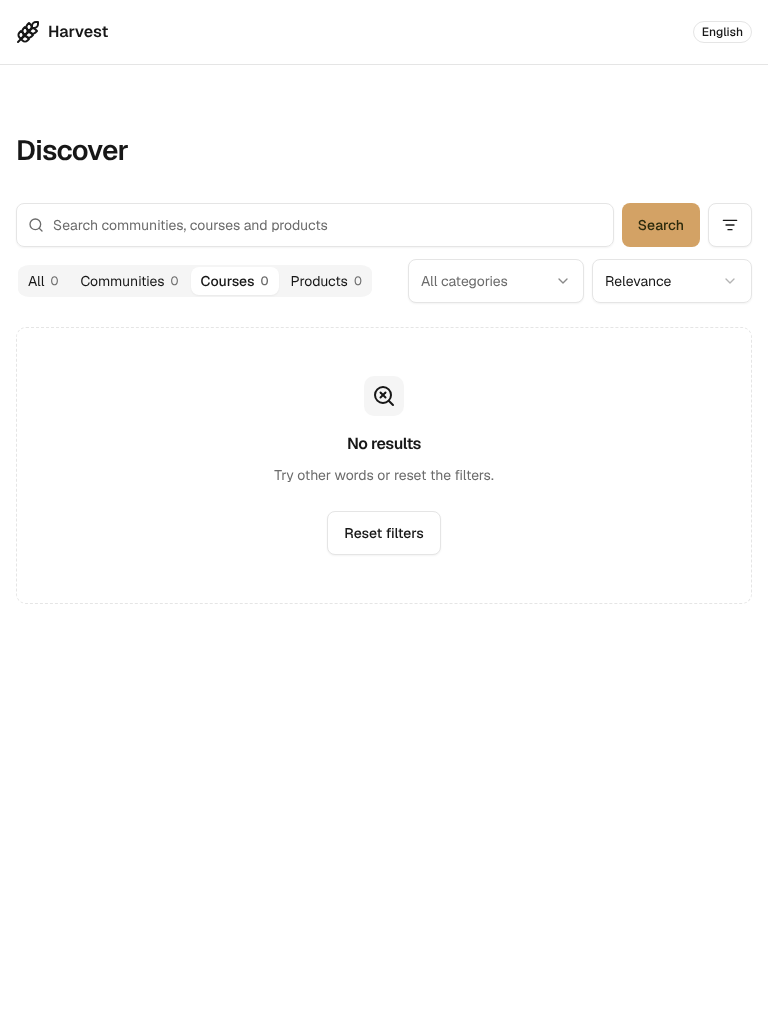 Harvest
English
Discover
Search communities, courses and products
Search
All 0
Communities 0
Courses 0
Products 0
All categories
Relevance
No results
Try other words or reset the filters.
Reset filters